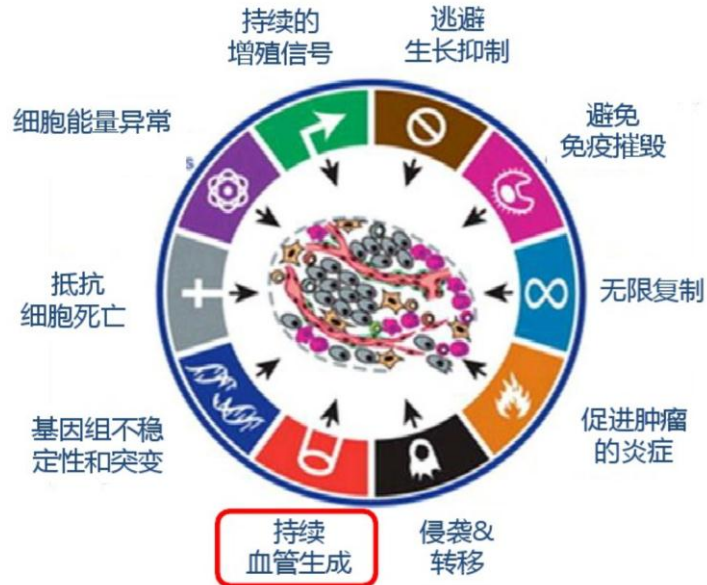 持续的
增殖信号
逃避
生长抑制
细胞能量异常
避免
免疫摧毁
s
抵抗
细胞死亡
无限复制
基因组不稳
定性和突变
促进肿瘤
的炎症
持续
血管生成
侵袭&
转移